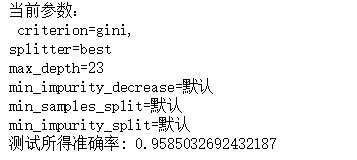 当前参数：
criterion=gini,
splitter=best
max_depth=23
min_impurity_decrease=默认
min_samples_split=默认
min_impurity_split=默认
测试所得准确率: 0.9585032692432187